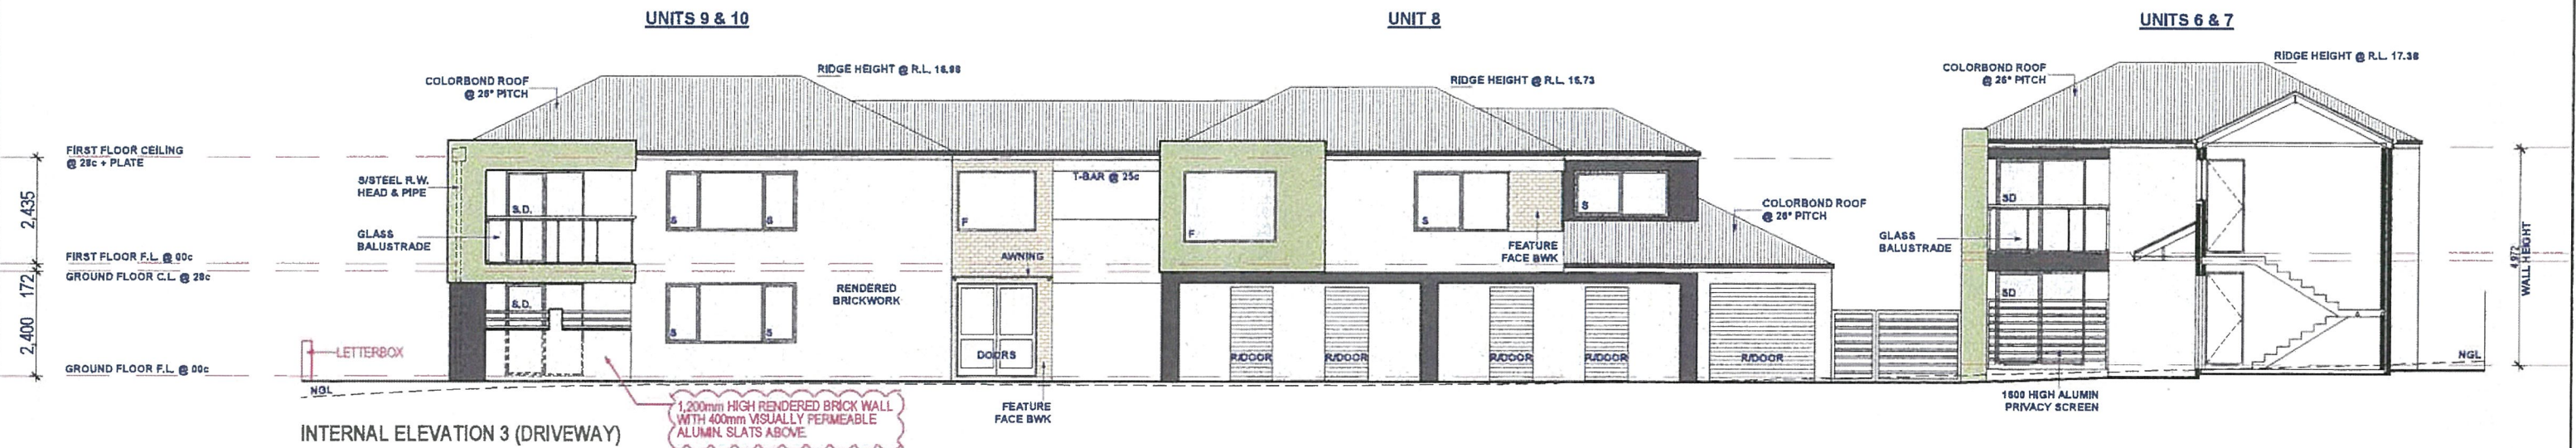 UNITS 9 & 10
UNIT 8
UNITS 6 & 7
COLORBOND ROOF
@ 26° PITCH
RIDGE HEIGHT @ R.L. 16.98
RIDGE HEIGHT @ R.L. 15.73
COLORBOND ROOF
@ 26° PITCH
RIDGE HEIGHT @ R.L. 17.38
FIRST FLOOR CEILING
@ 28c + PLATE
S/STEEL R.W.
HEAD & PIPE
GLASS
BALUSTRADE
FIRST FLOOR F.L. @ 00c
GROUND FLOOR C.L. @ 28c
GROUND FLOOR F.L. @ 00c
2,435
172
2,400
S.D.
S.D.
S
S
S
S
F
T-BAR @ 25c
AWNING
RENDERED
BRICKWORK
DOORS
FEATURE
FACE BWK
F
S
FEATURE
FACE BWK
S
COLORBOND ROOF
@ 26° PITCH
R/DOOR
R/DOOR
R/DOOR
R/DOOR
R/DOOR
GLASS
BALUSTRADE
SD
SD
4,972
WALL HEIGHT
NGL
1600 HIGH ALUMIN
PRIVACY SCREEN
LETTERBOX
NGL
1,200mm HIGH RENDERED BRICK WALL
WITH 400mm VISUALLY PERMEABLE
ALUMIN. SLATS ABOVE.
INTERNAL ELEVATION 3 (DRIVEWAY)